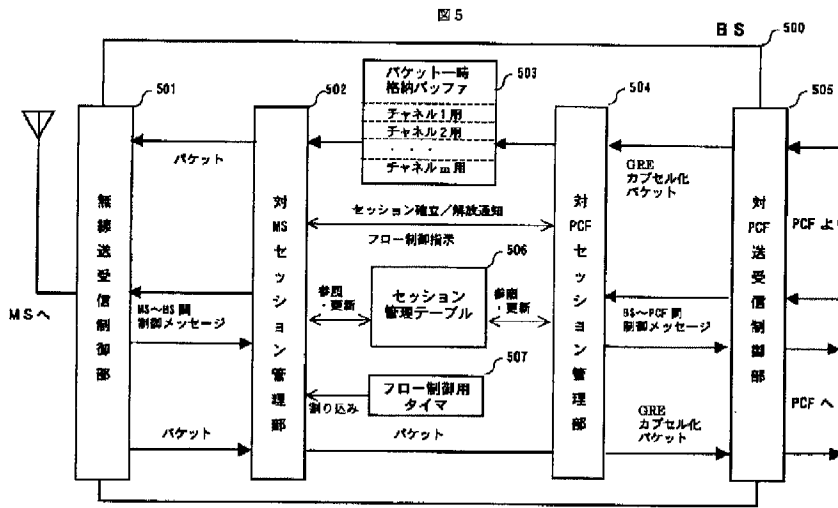 図5
BS
500
501
502
503
504
505
パケット一時
格納バッファ
チャネル1用
チャネル2用
・・・
チャネルm用
パケット
GRE
カプセル化
パケット
無線送受信制御部
対MSセッション管理部
対PCFセッション管理部
対PCF送受信制御部
セッション確立／解放通知
フロー制御指示
506
セッション
管理テーブル
参照
・更新
参照
・更新
PCFより
MSへ
MS～BS間
制御メッセージ
BS～PCF間
制御メッセージ
507
フロー制御用
タイマ
割り込み
PCFへ
パケット
パケット
GRE
カプセル化
パケット